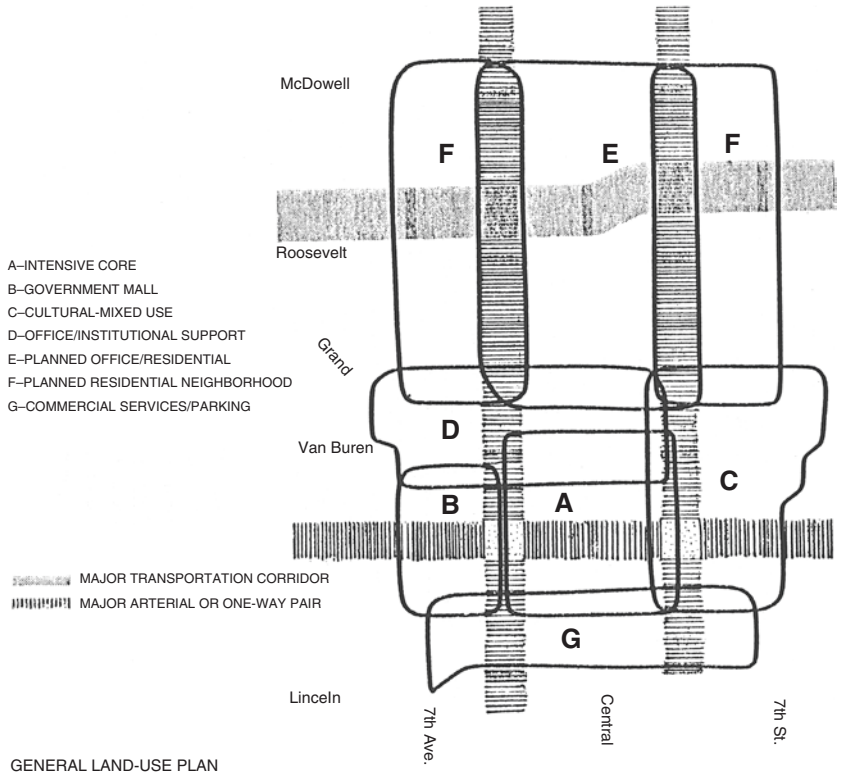 McDowell
F
E
F
Roosevelt
A–INTENSIVE CORE
B–GOVERNMENT MALL
C–CULTURAL-MIXED USE
D–OFFICE/INSTITUTIONAL SUPPORT
E–PLANNED OFFICE/RESIDENTIAL
F–PLANNED RESIDENTIAL NEIGHBORHOOD
G–COMMERCIAL SERVICES/PARKING
Grand
D
Van Buren
C
B
A
MAJOR TRANSPORTATION CORRIDOR
MAJOR ARTERIAL OR ONE-WAY PAIR
G
Linceln
7th Ave.
Central
7th St.
GENERAL LAND-USE PLAN